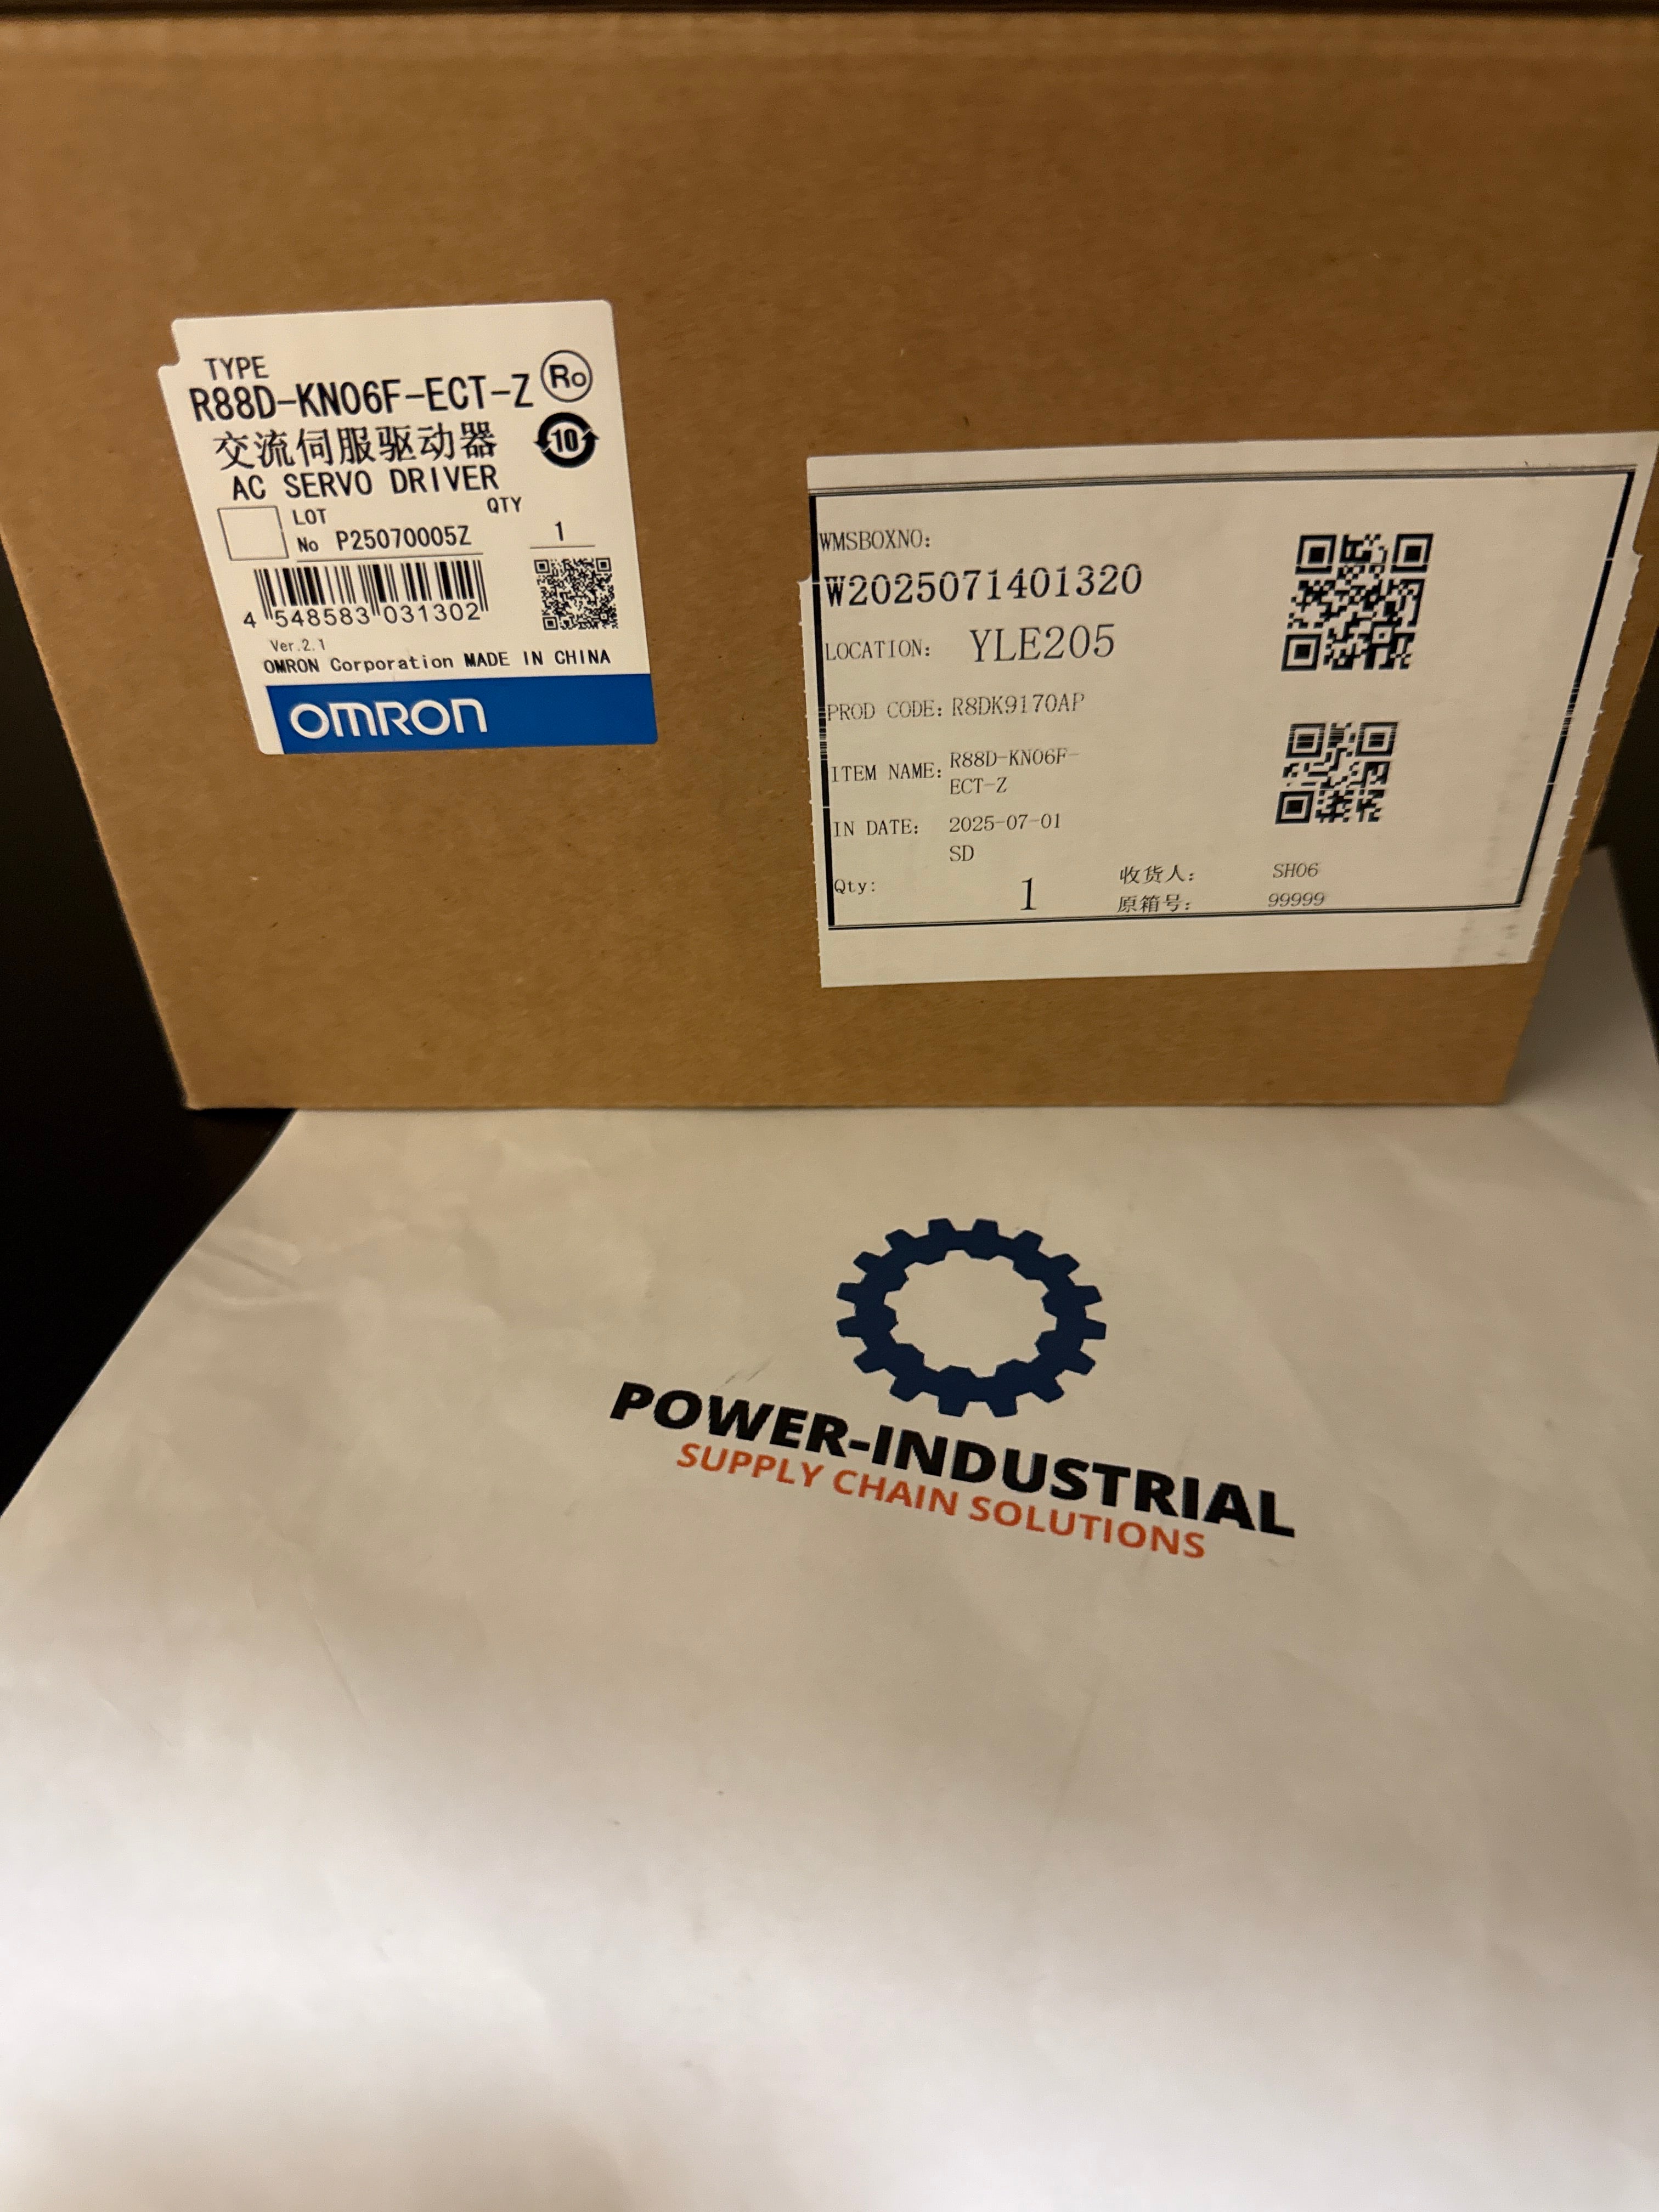 TYPE
R88D-KN06F-ECT-Z
Ro
交流伺服驱动器
10
AC SERVO DRIVER
LOT No P25070005Z
QTY 1
4 548583 031302
Ver.2.1
OMRON Corporation MADE IN CHINA
OMRON
WMSBOXNO:
W2025071401320
LOCATION: YLE205
PROD CODE: R8DK9170AP
ITEM NAME: R88D-KN06F-
ECT-Z
IN DATE: 2025-07-01
SD
Qty: 1
收货人: SH06
原箱号: 99999
POWER-INDUSTRIAL
SUPPLY CHAIN SOLUTIONS